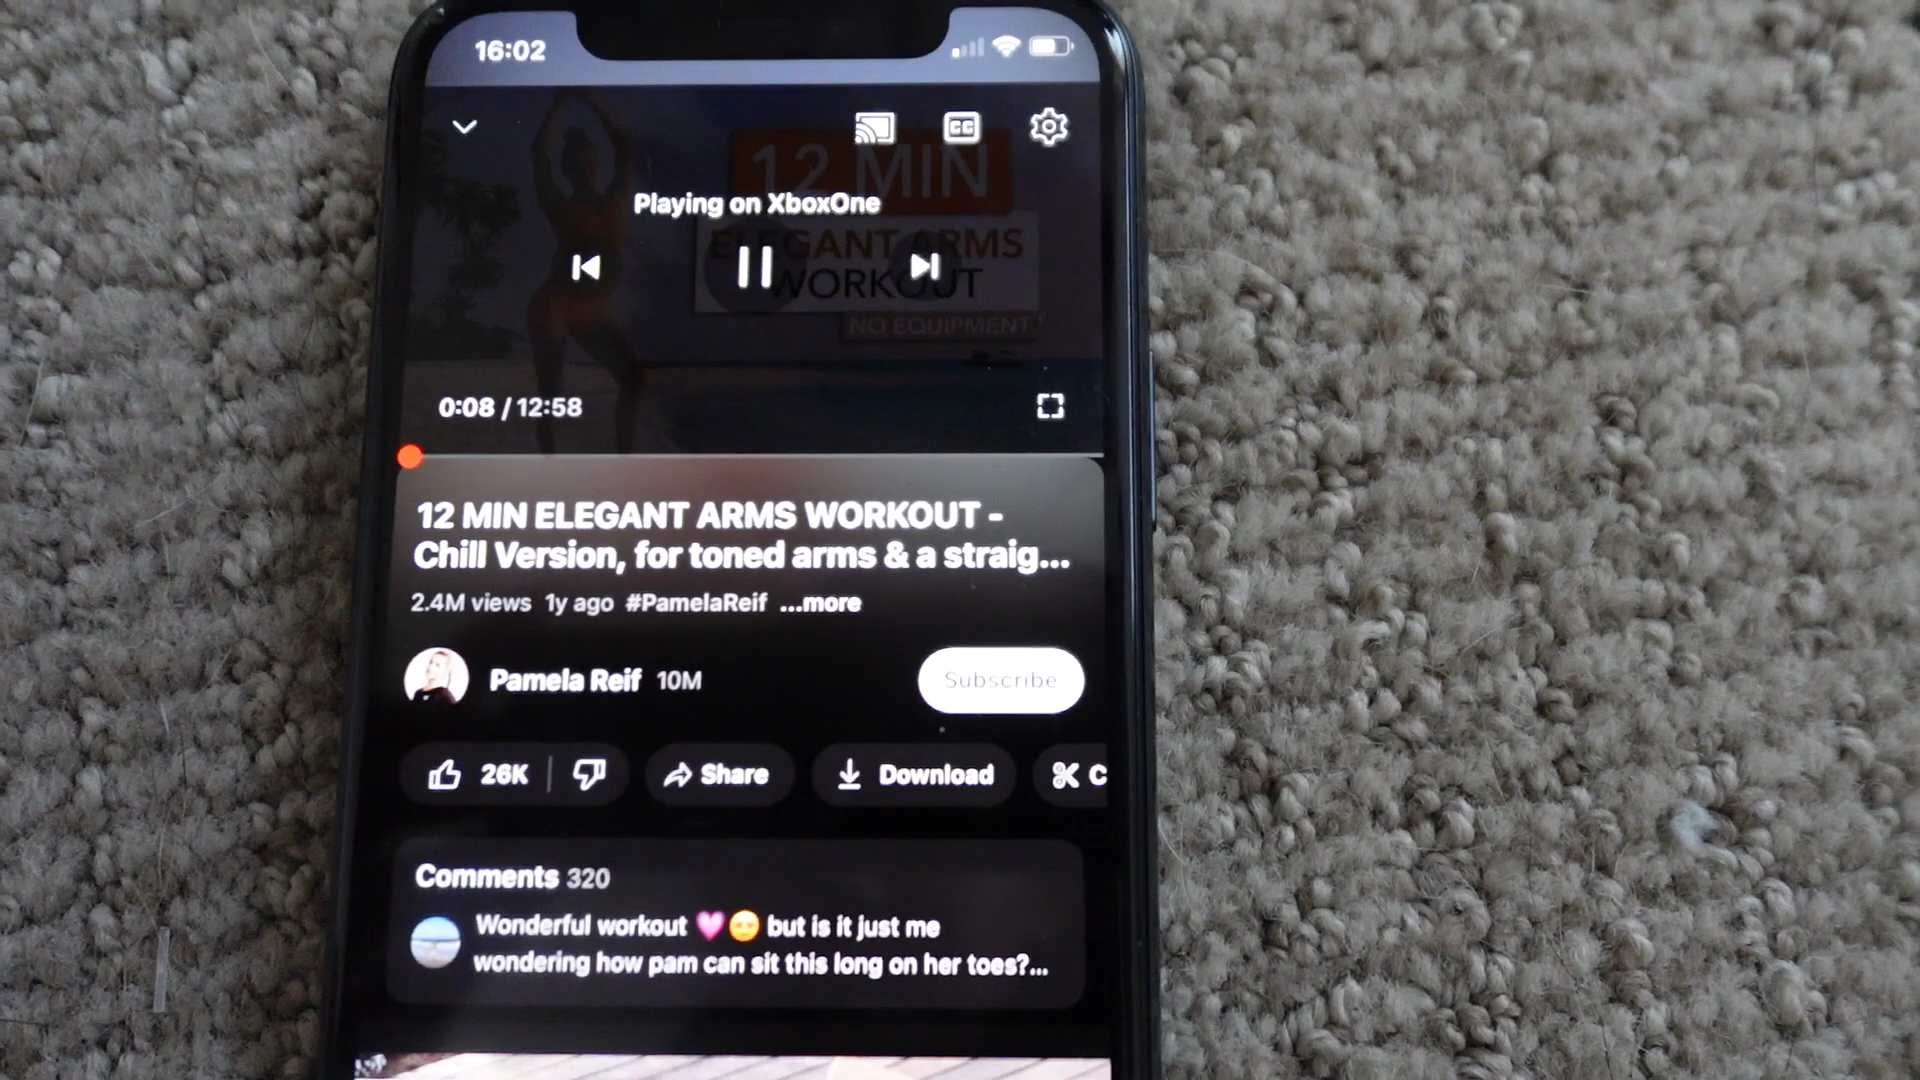 16:02
CC
12 MIN
Playing on XboxOne
ELEGANT ARMS
WORKOUT
NO EQUIPMENT
0:08 / 12:58
12 MIN ELEGANT ARMS WORKOUT -
Chill Version, for toned arms & a straig...
2.4M views 1y ago #PamelaReif ...more
Pamela Reif 10M
Subscribe
26K
Share
Download
C
Comments 320
Wonderful workout 💗😊 but is it just me
wondering how pam can sit this long on her toes?...